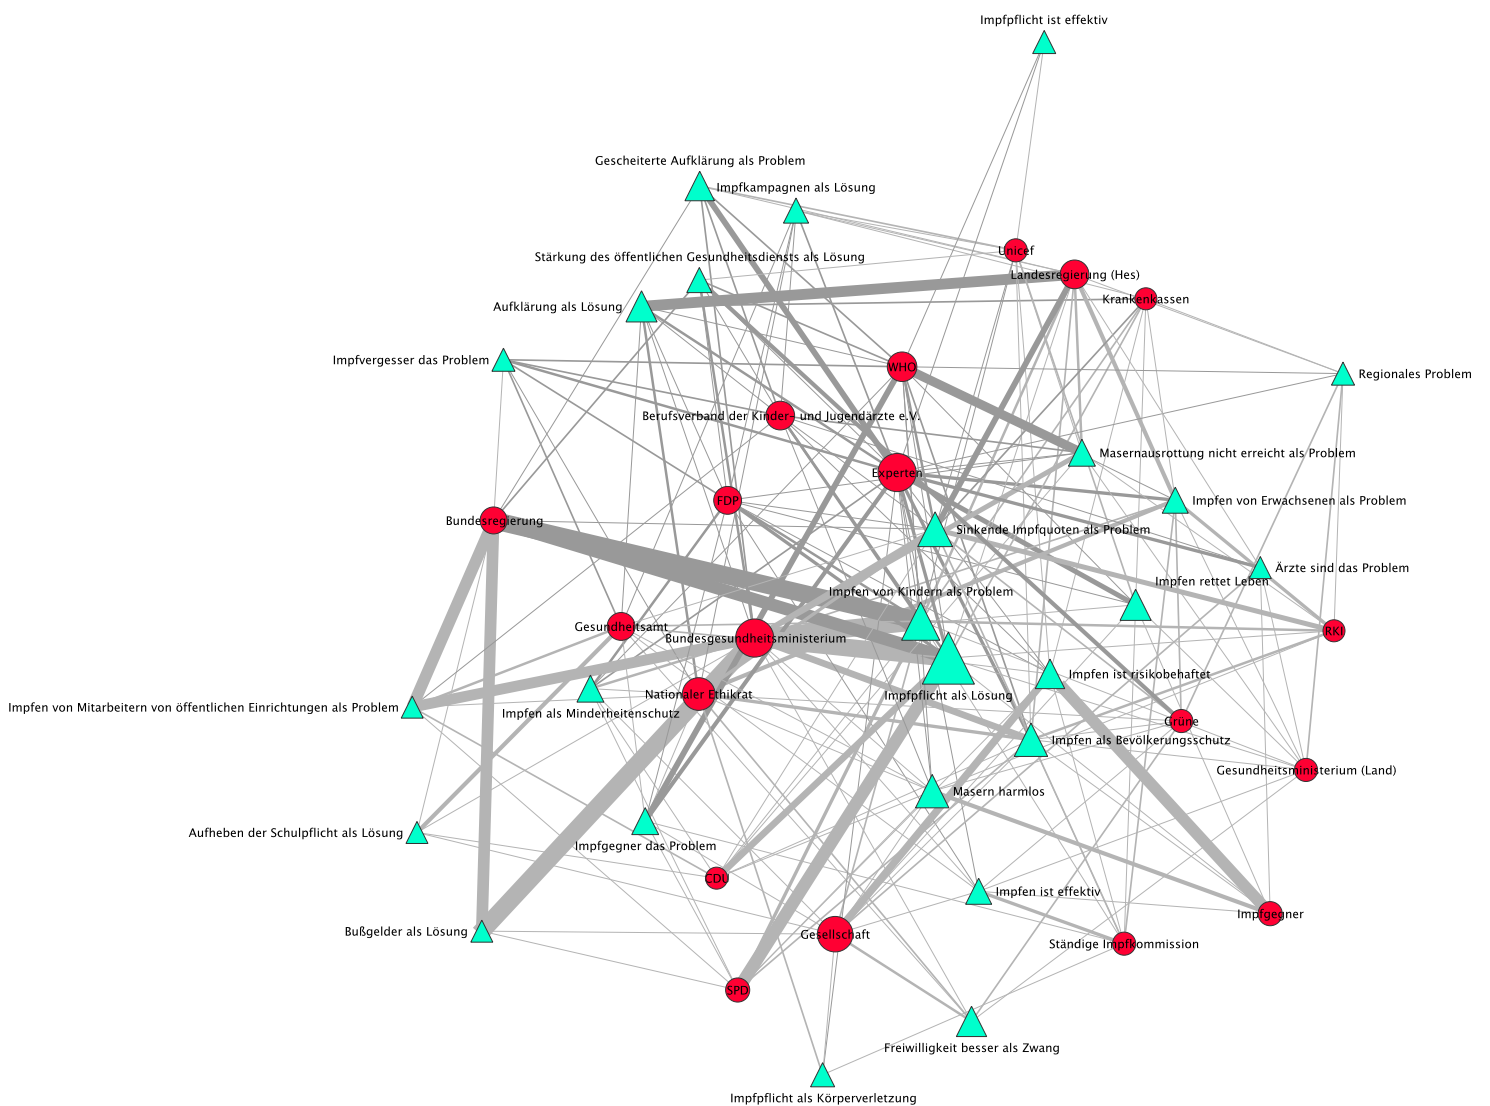 Impfpflicht ist effektiv
Gescheiterte Aufklärung als Problem
Impfkampagnen als Lösung
Unicef
Stärkung des öffentlichen Gesundheitsdiensts als Lösung
Landesregierung (Hes)
Krankenkassen
Aufklärung als Lösung
Impfvergesser das Problem
WHO
Regionales Problem
Berufsverband der Kinder- und Jugendärzte e.V.
Masernausrottung nicht erreicht als Problem
Experten
FDP
Impfen von Erwachsenen als Problem
Bundesregierung
Sinkende Impfquoten als Problem
Ärzte sind das Problem
Impfen rettet Leben
Impfen von Kindern als Problem
Gesundheitsamt
Bundesgesundheitsministerium
RKI
Impfen ist risikobehaftet
Nationaler Ethikrat
Impfpflicht als Lösung
Impfen von Mitarbeitern von öffentlichen Einrichtungen als Problem
Impfen als Minderheitenschutz
Grüne
Impfen als Bevölkerungsschutz
Gesundheitsministerium (Land)
Masern harmlos
Aufheben der Schulpflicht als Lösung
Impfgegner das Problem
CDU
Impfen ist effektiv
Impfgegner
Bußgelder als Lösung
Gesellschaft
Ständige Impfkommission
SPD
Freiwilligkeit besser als Zwang
Impfpflicht als Körperverletzung